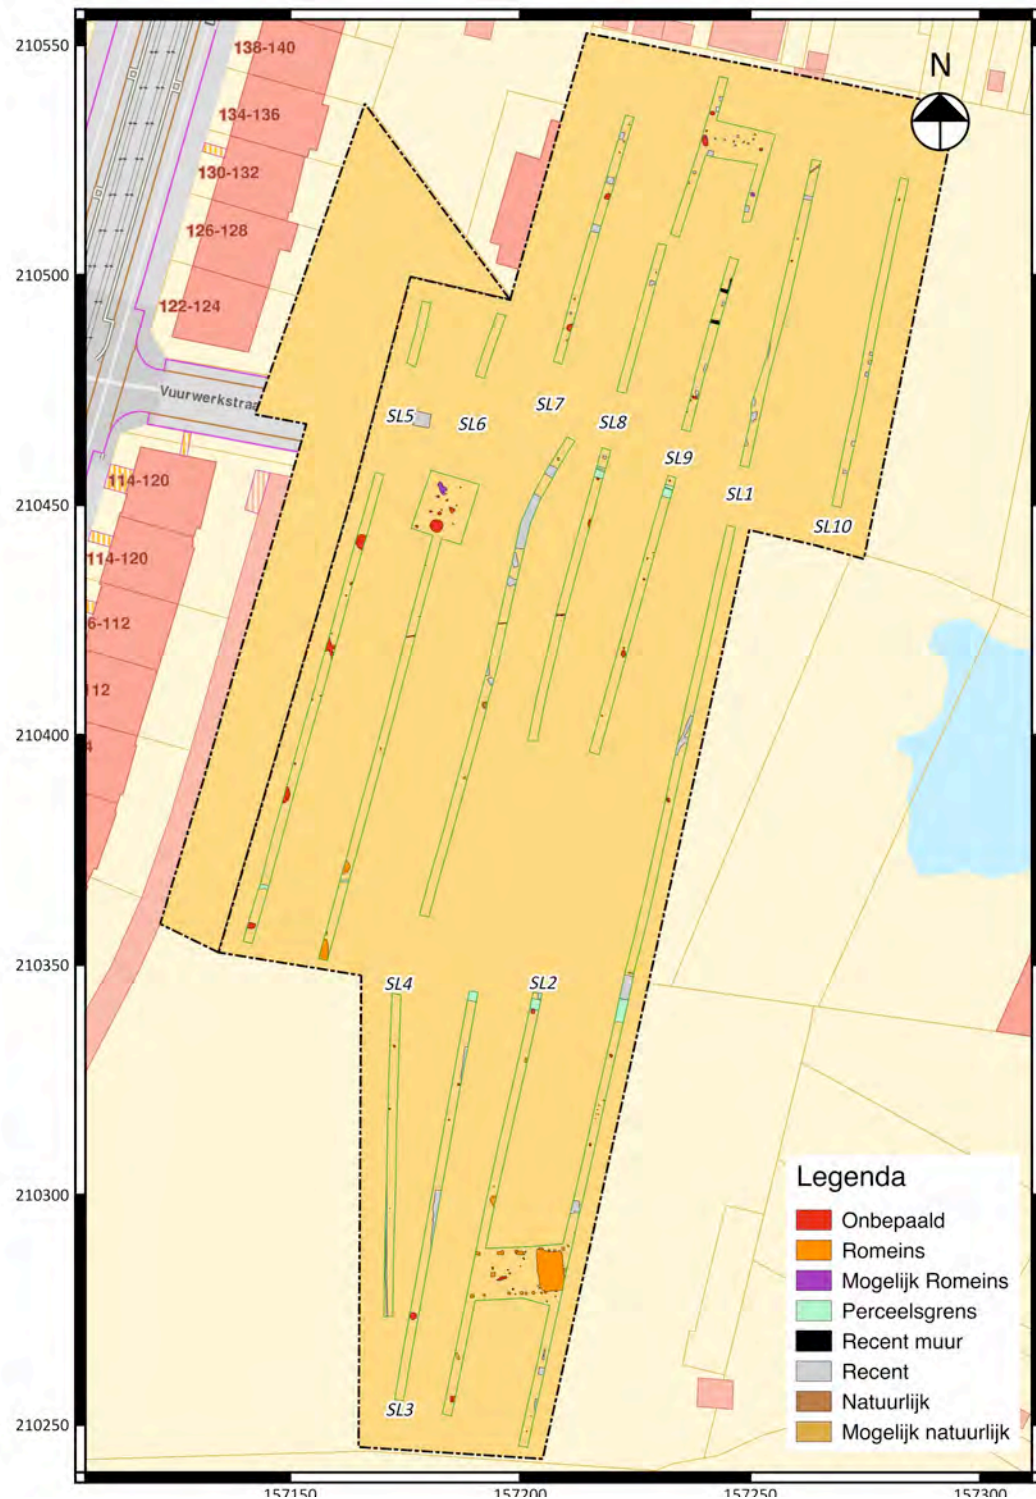 210550
138-140
N
134-136
130-132
126-128
210500
122-124
Vuurwerkstraa
SL5
SL6
SL7
SL8
SL9
SL1
SL10
114-120
210450
114-120
6-112
112
4
210400
210350
SL4
SL2
210300
210250
SL3
Legenda
Onbepaald
Romeins
Mogelijk Romeins
Perceelsgrens
Recent muur
Recent
Natuurlijk
Mogelijk natuurlijk
157150
157200
157250
157300